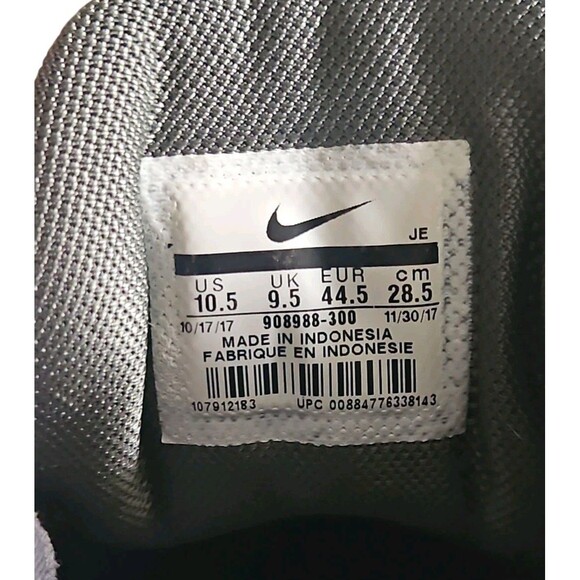 JE
US UK EUR cm
10.5 9.5 44.5 28.5
10/17/17 908988-300 11/30/17
MADE IN INDONESIA
FABRIQUE EN INDONESIE
107912183 UPC 00884776338143